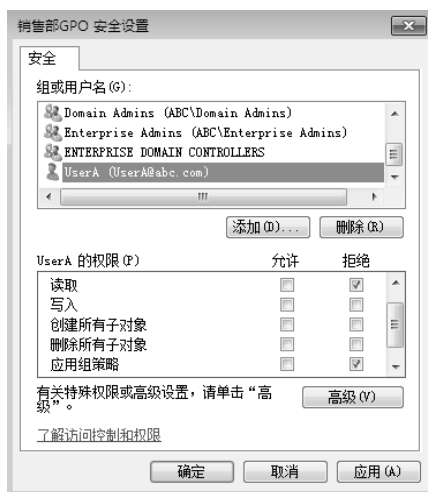 销售部GPO 安全设置
安全
组或用户名(G):
Domain Admins (ABC\Domain Admins)
Enterprise Admins (ABC\Enterprise Admins)
ENTERPRISE DOMAIN CONTROLLERS
UserA (UserA@abc.com)
添加(D)... 删除(R)
UserA 的权限(P) 允许 拒绝
读取
写入
创建所有子对象
删除所有子对象
应用组策略
有关特殊权限或高级设置，请单击“高
级”。
高级(V)
了解访问控制和权限
确定 取消 应用(A)